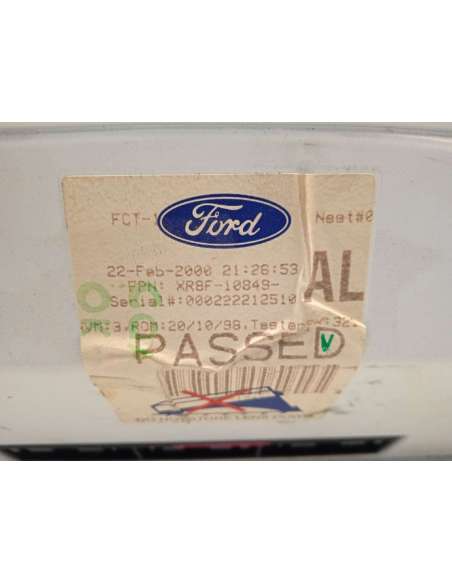 FCT-
Ford
Nest#0
22-Feb-2000 21:26:53
PPN: XR8F-10849-
AL
Serial#:000222212510
VM:3,ROM:20/10/98,Tester
PASSED
V